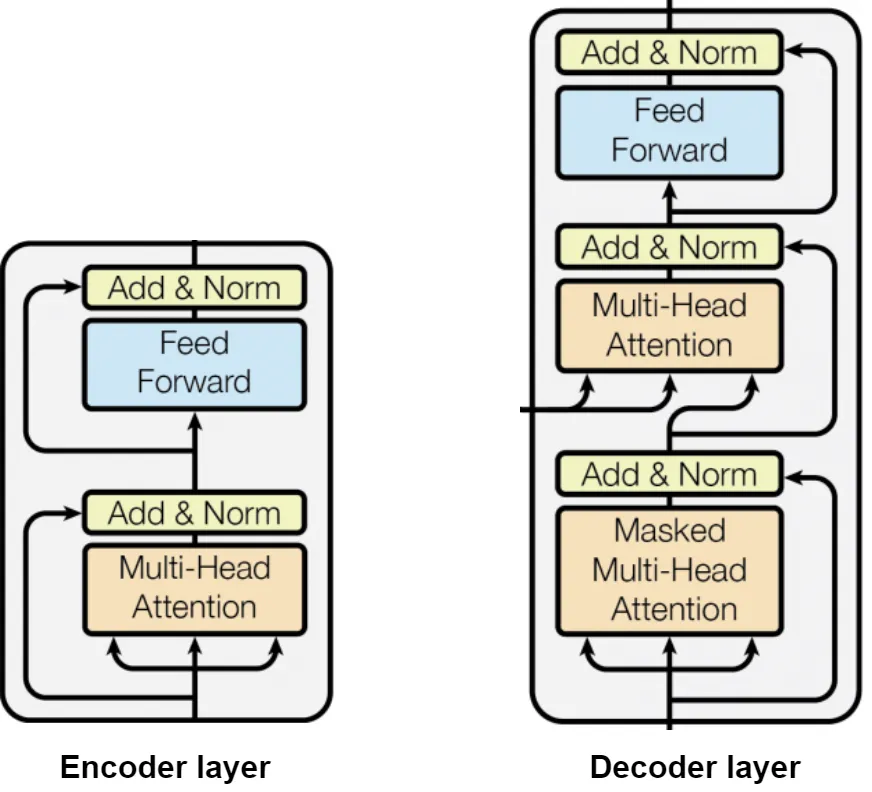 Add & Norm
Feed
Forward
Add & Norm
Multi-Head
Attention
Encoder layer
Add & Norm
Feed
Forward
Add & Norm
Multi-Head
Attention
Add & Norm
Masked
Multi-Head
Attention
Decoder layer